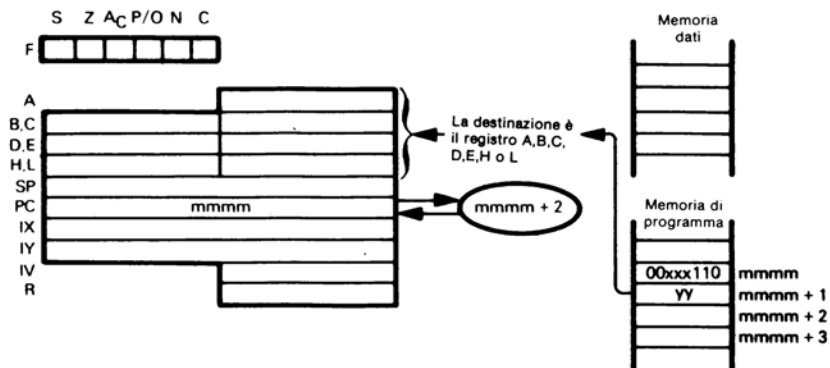 S Z AC P/O N C
F
A
B,C
D,E
H,L
SP
PC mmmm
IX
IY
IV
R
mmmm + 2
La destinazione è
il registro A,B,C,
D,E,H o L
Memoria
dati
Memoria di
programma
00xxx110 mmmm
yy mmmm + 1
mmmm + 2
mmmm + 3